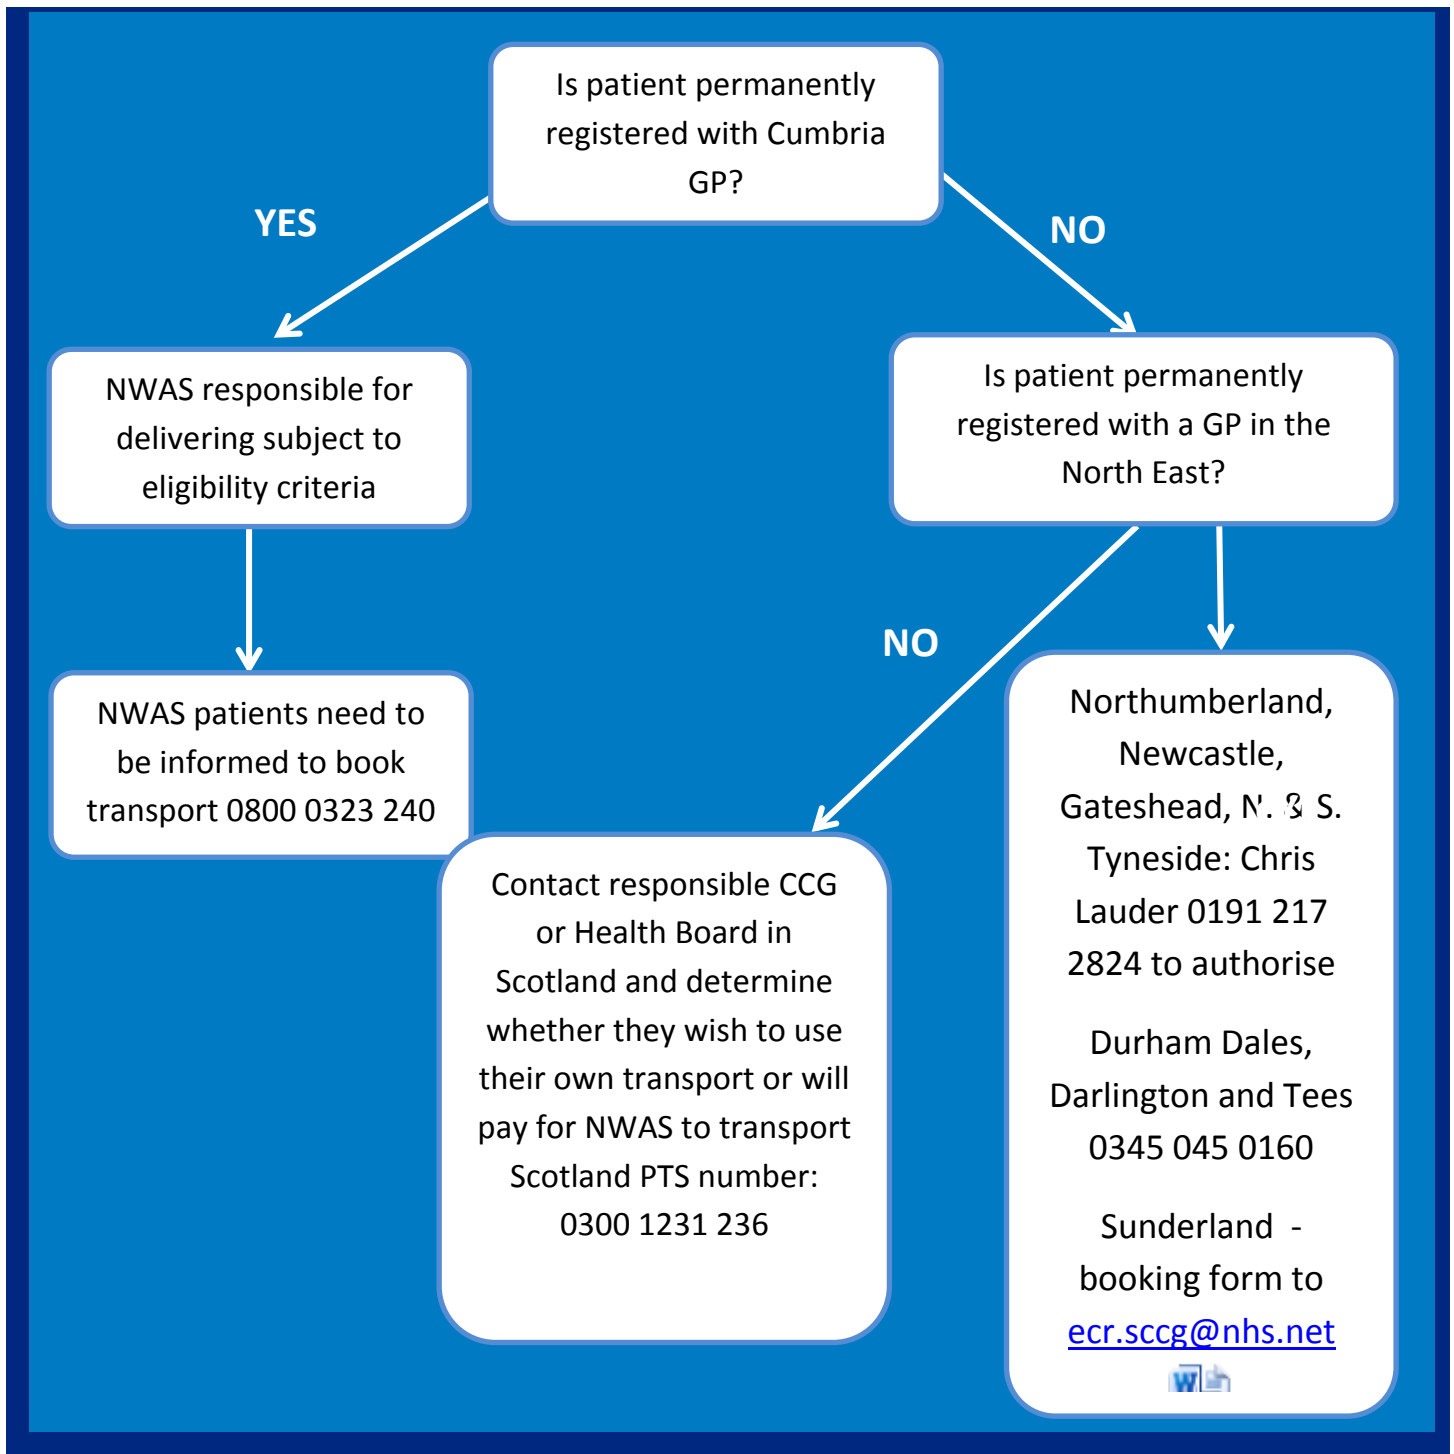 Is patient permanently
registered with Cumbria
GP?
YES
NO
NWAS responsible for
delivering subject to
eligibility criteria
Is patient permanently
registered with a GP in the
North East?
NO
NWAS patients need to
be informed to book
transport 0800 0323 240
Contact responsible CCG
or Health Board in
Scotland and determine
whether they wish to use
their own transport or will
pay for NWAS to transport
Scotland PTS number:
0300 1231 236
Northumberland,
Newcastle,
Gateshead, N. & S.
Tyneside: Chris
Lauder 0191 217
2824 to authorise
Durham Dales,
Darlington and Tees
0345 045 0160
Sunderland -
booking form to
ecr.sccg@nhs.net
W